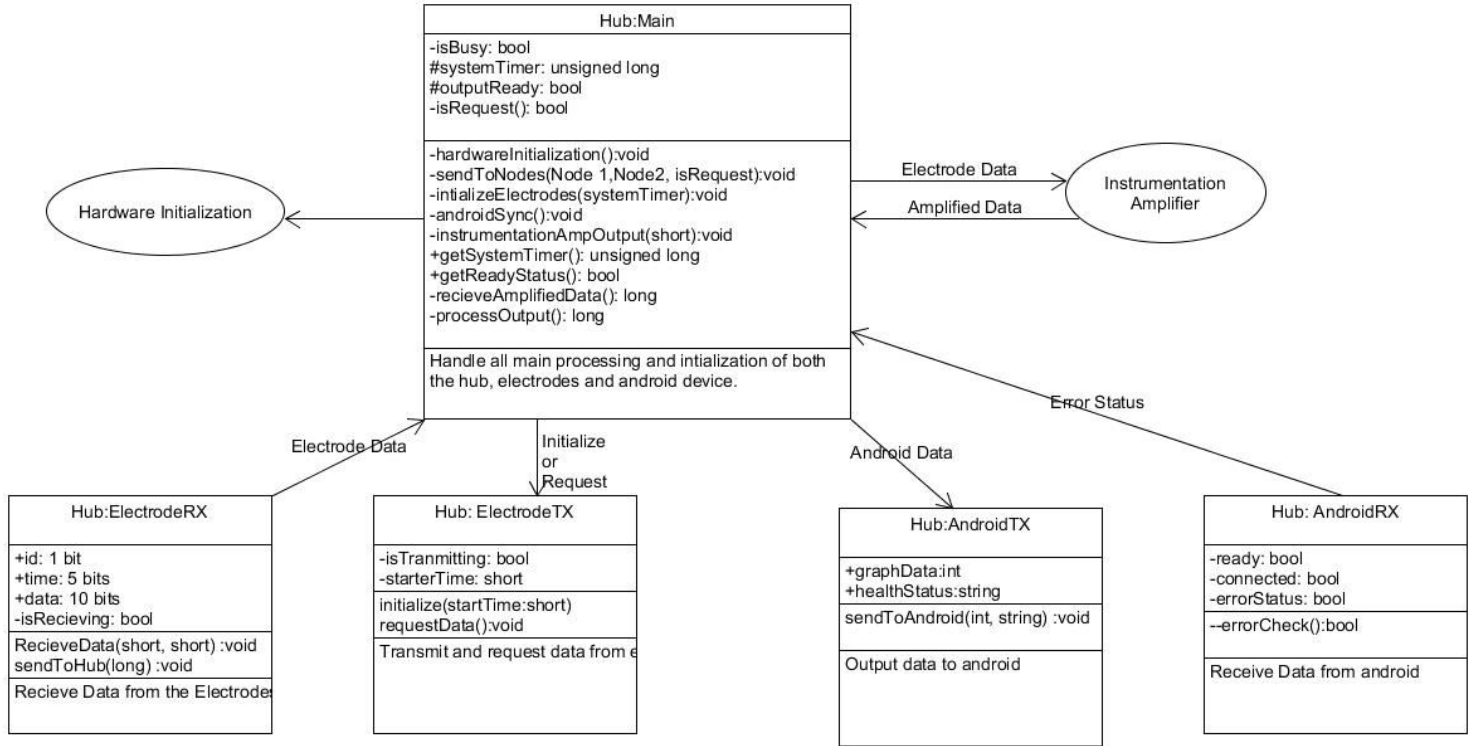 Hub:Main
-isBusy: bool
#systemTimer: unsigned long
#outputReady: bool
-isRequest(): bool
-hardwareInitialization():void
-sendToNodes(Node 1,Node2, isRequest):void
-intializeElectrodes(systemTimer):void
-androidSync():void
-instrumentationAmpOutput(short):void
+getSystemTimer(): unsigned long
+getReadyStatus(): bool
-recieveAmplifiedData(): long
-processOutput(): long
Handle all main processing and intialization of both
the hub, electrodes and android device.
Hardware Initialization
Electrode Data
Amplified Data
Instrumentation
Amplifier
Electrode Data
Initialize
or
Request
Android Data
Error Status
Hub:ElectrodeRX
+id: 1 bit
+time: 5 bits
+data: 10 bits
-isRecieving: bool
RecieveData(short, short) :void
sendToHub(long) :void
Recieve Data from the Electrodes
Hub: ElectrodeTX
-isTranmitting: bool
-starterTime: short
initialize(startTime:short)
requestData():void
Transmit and request data from e
Hub:AndroidTX
+graphData:int
+healthStatus:string
sendToAndroid(int, string) :void
Output data to android
Hub: AndroidRX
-ready: bool
-connected: bool
-errorStatus: bool
--errorCheck():bool
Receive Data from android